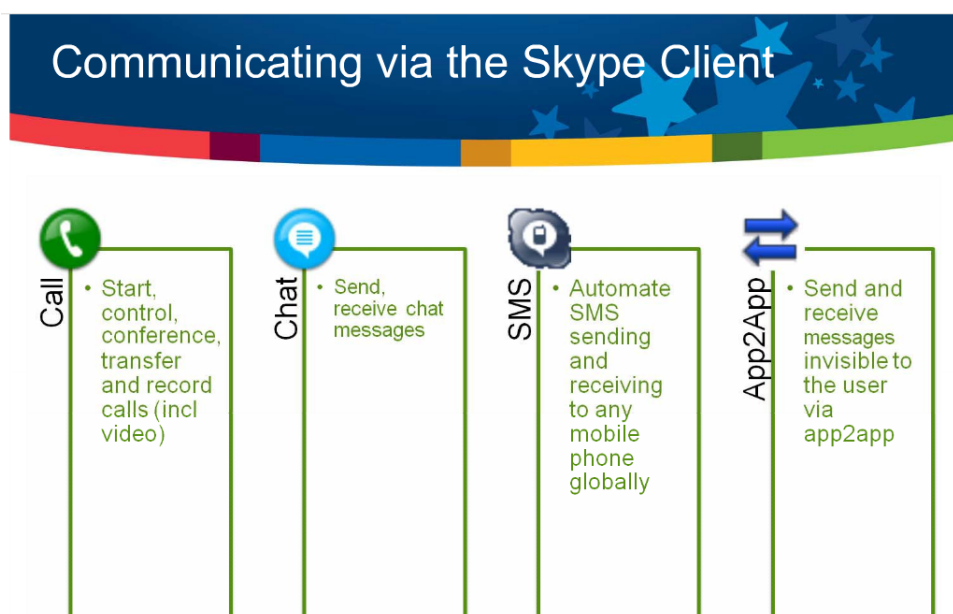 Communicating via the Skype Client
Call
• Start,
control,
conference,
transfer
and record
calls (incl
video)
Chat
• Send,
receive chat
messages
SMS
• Automate
SMS
sending
and
receiving
to any
mobile
phone
globally
App2App
• Send and
receive
messages
invisible to
the user
via
app2app